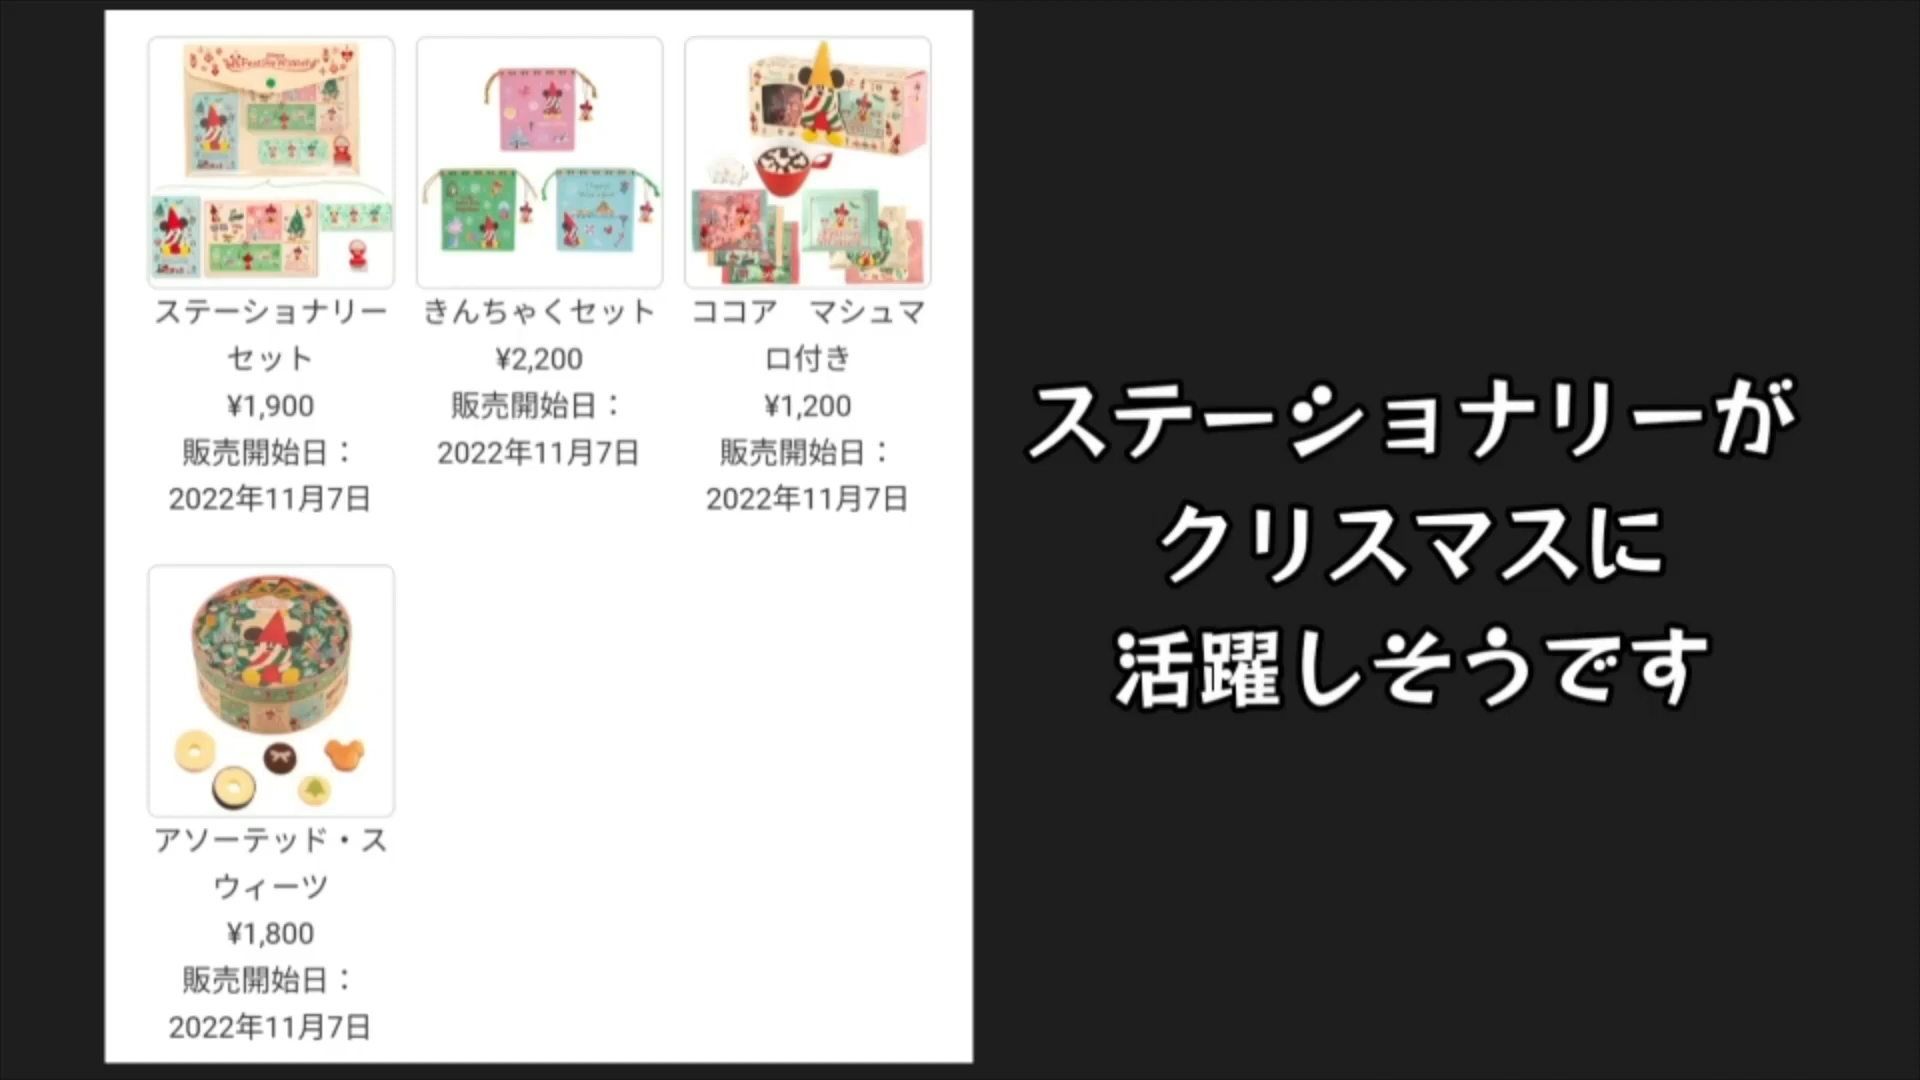 ステーショナリー
セット
¥1,900
販売開始日：
2022年11月7日
きんちゃくセット
¥2,200
販売開始日：
2022年11月7日
ココア　マシュマ
ロ付き
¥1,200
販売開始日：
2022年11月7日
アソーテッド・ス
ウィーツ
¥1,800
販売開始日：
2022年11月7日
ステーショナリーが
クリスマスに
活躍しそうです